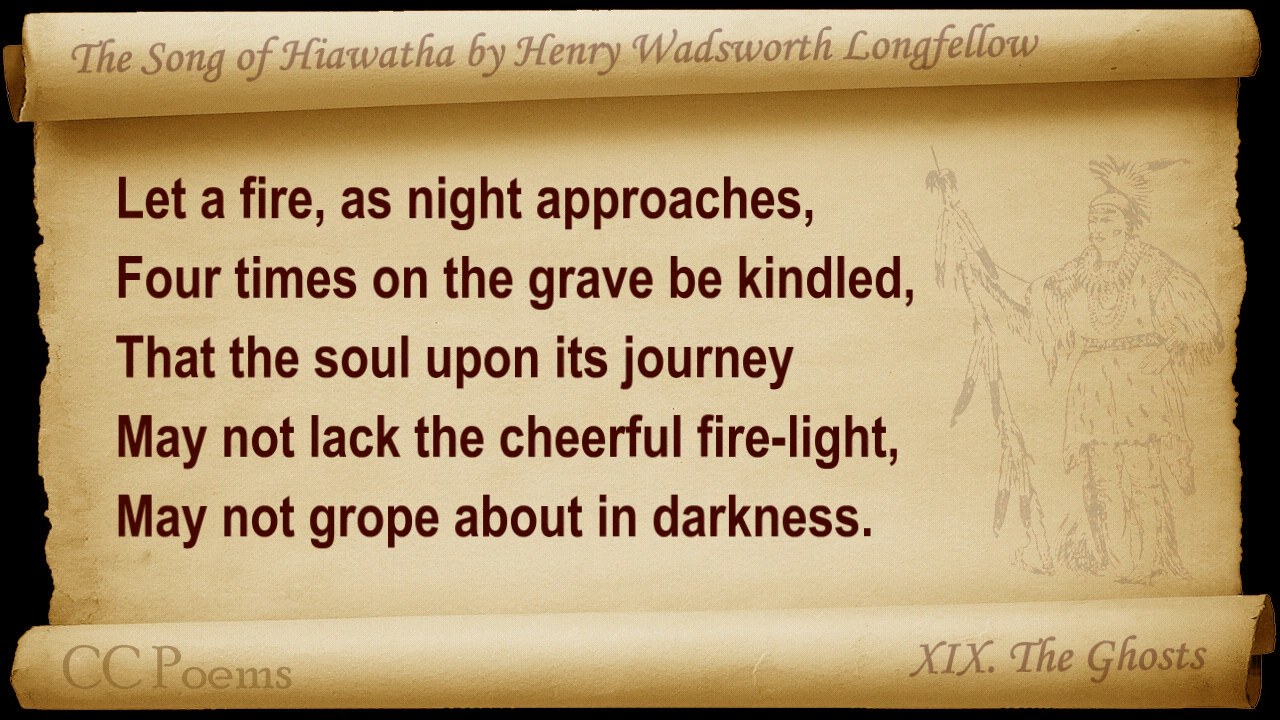 The Song of Hiawatha by Henry Wadsworth Longfellow
Let a fire, as night approaches,
Four times on the grave be kindled,
That the soul upon its journey
May not lack the cheerful fire-light,
May not grope about in darkness.
CC Poems
XIX. The Ghosts